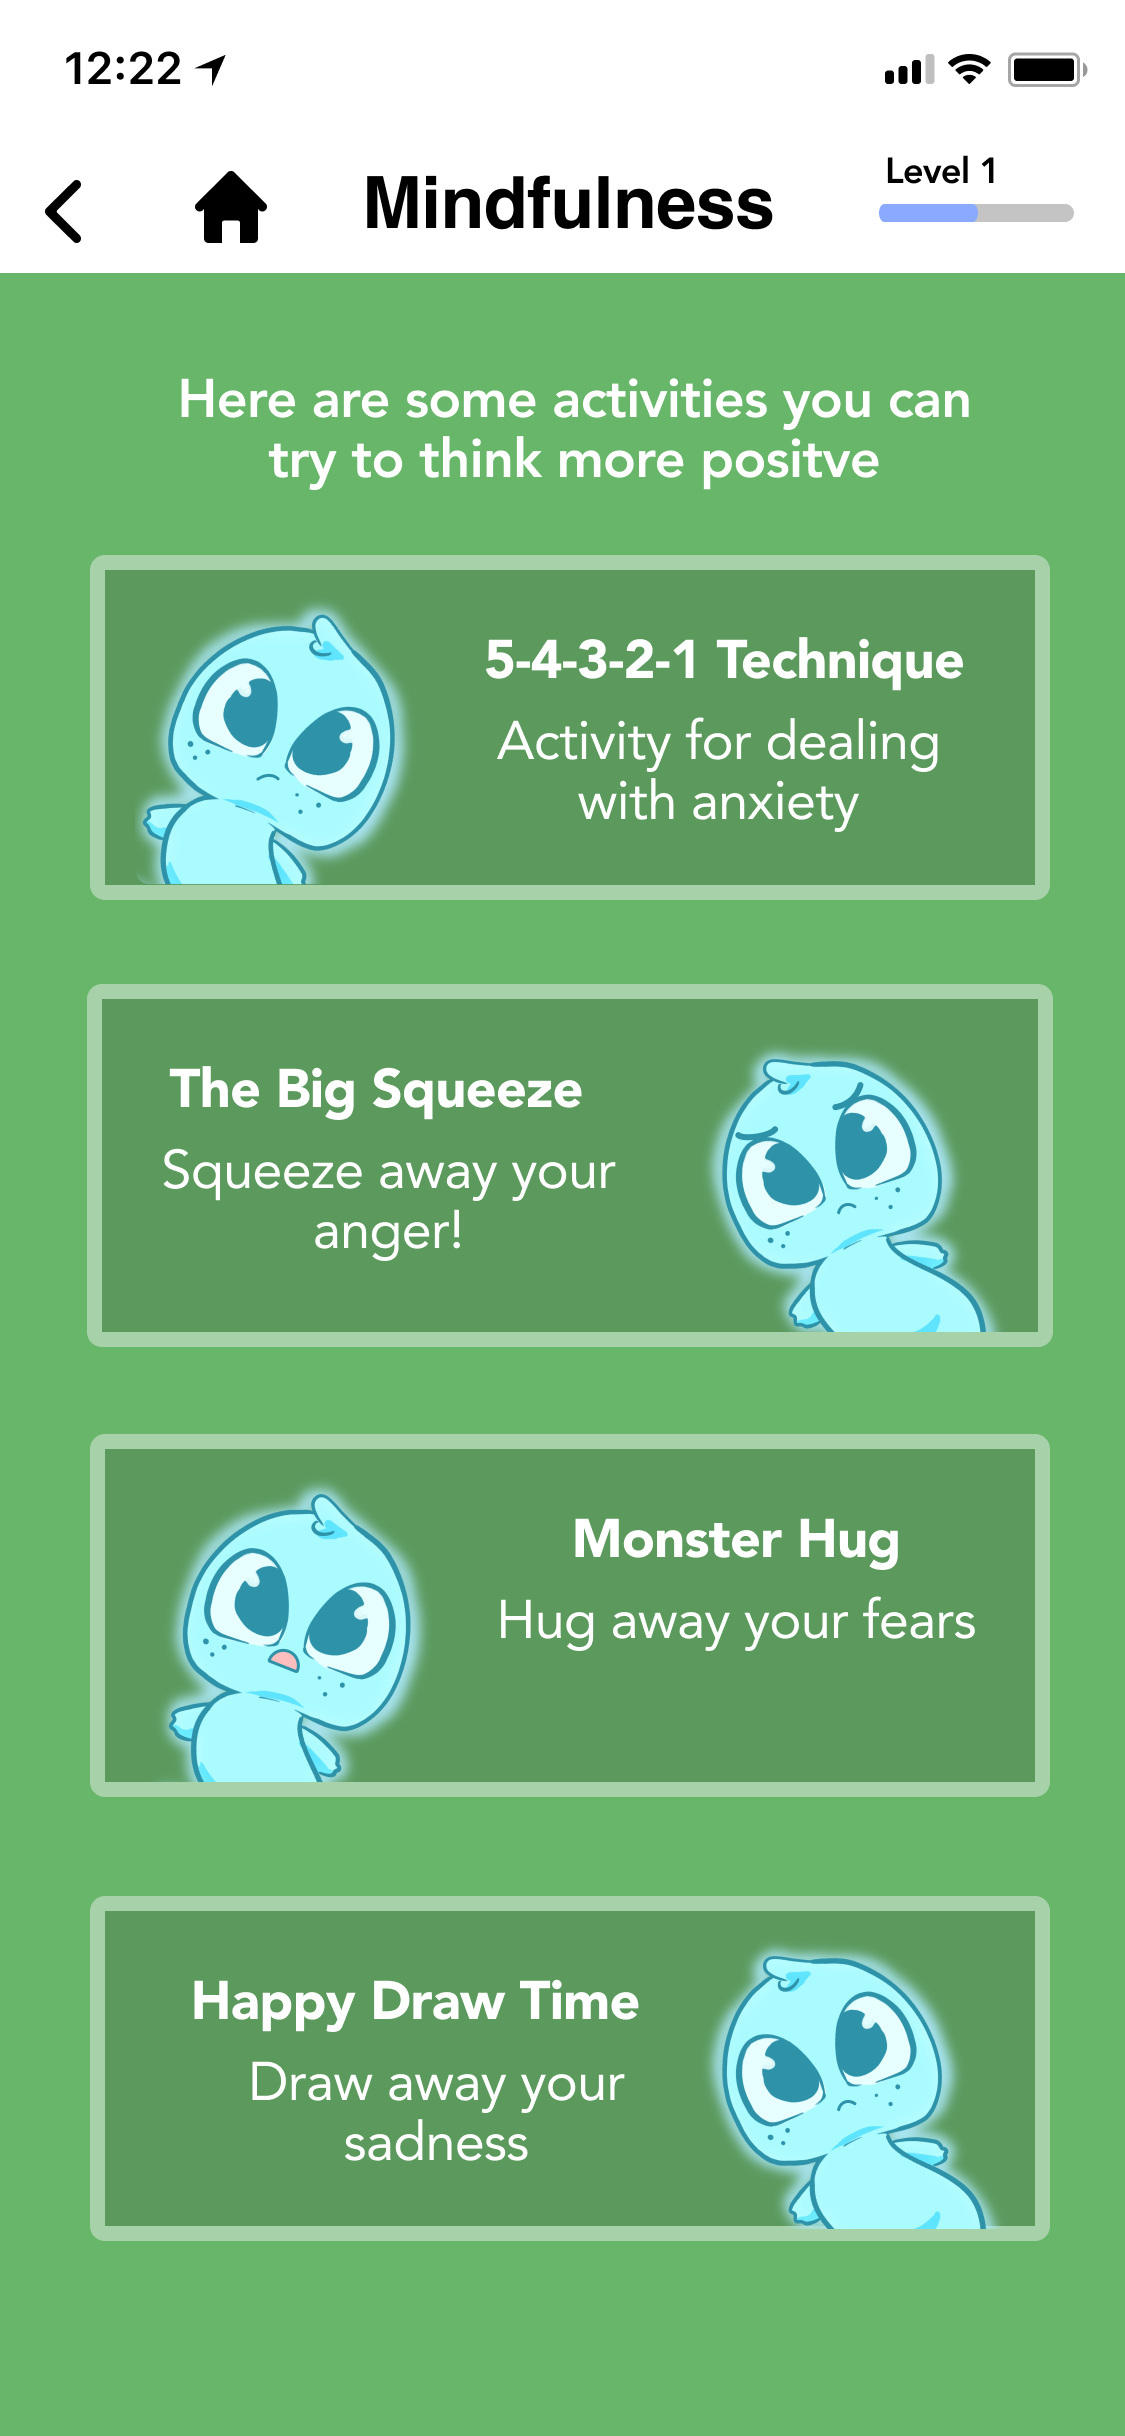 12:22
Mindfulness
Level 1
Here are some activities you can
try to think more positve
5-4-3-2-1 Technique
Activity for dealing
with anxiety
The Big Squeeze
Squeeze away your
anger!
Monster Hug
Hug away your fears
Happy Draw Time
Draw away your
sadness